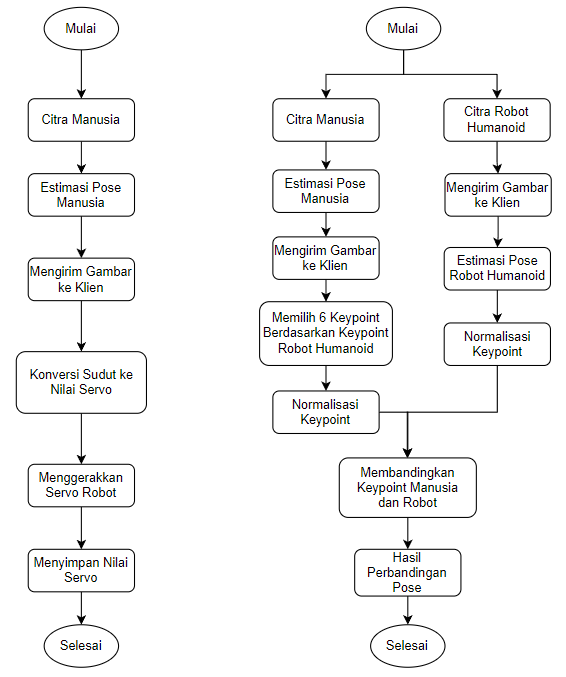 Mulai
Citra Manusia
Estimasi Pose
Manusia
Mengirim Gambar
ke Klien
Konversi Sudut ke
Nilai Servo
Menggerakkan
Servo Robot
Menyimpan Nilai
Servo
Selesai
Mulai
Citra Manusia
Estimasi Pose
Manusia
Mengirim Gambar
ke Klien
Memilih 6 Keypoint
Berdasarkan Keypoint
Robot Humanoid
Normalisasi
Keypoint
Citra Robot
Humanoid
Mengirim Gambar
ke Klien
Estimasi Pose
Robot Humanoid
Normalisasi
Keypoint
Membandingkan
Keypoint Manusia
dan Robot
Hasil
Perbandingan
Pose
Selesai